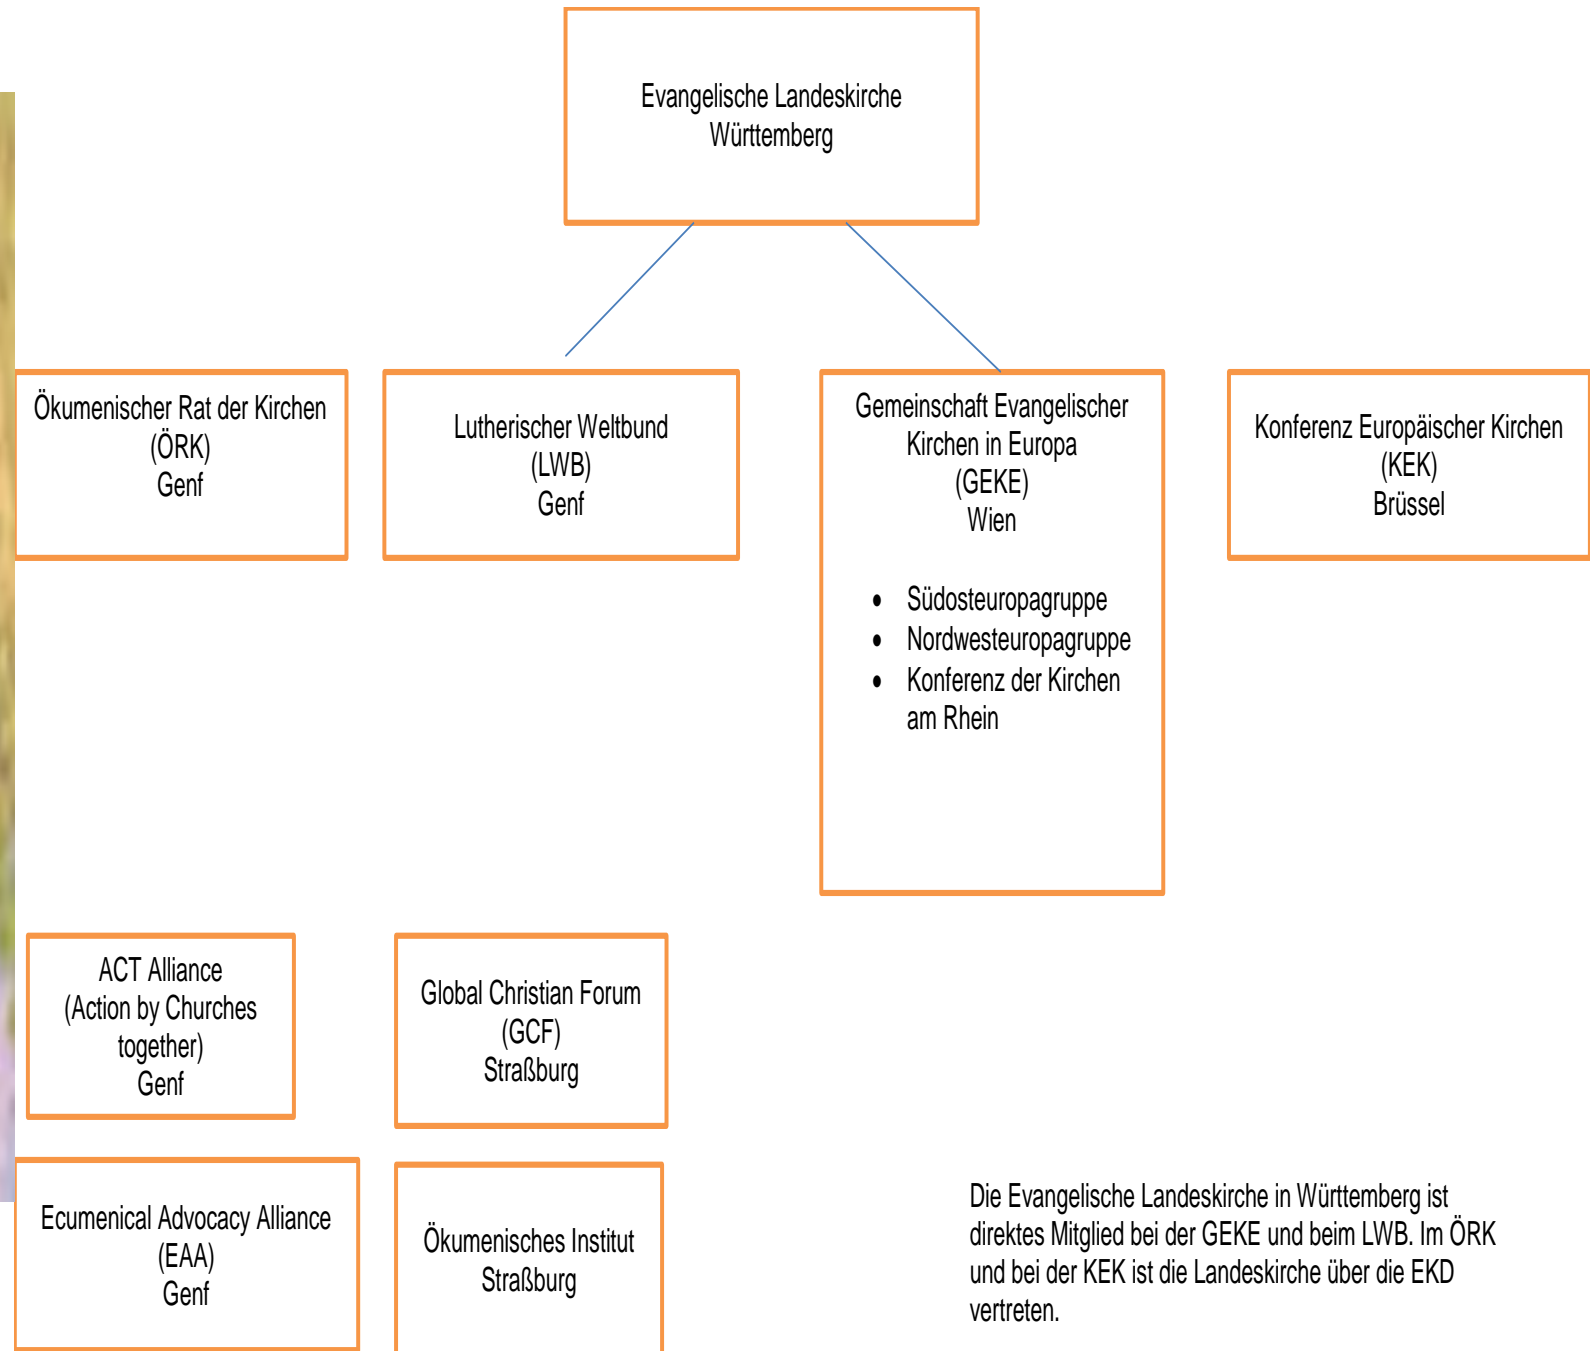 Evangelische Landeskirche
Württemberg
Ökumenischer Rat der Kirchen
(ÖRK)
Genf
Lutherischer Weltbund
(LWB)
Genf
Gemeinschaft Evangelischer
Kirchen in Europa
(GEKE)
Wien
• Südosteuropagruppe
• Nordwesteuropagruppe
• Konferenz der Kirchen
am Rhein
Konferenz Europäischer Kirchen
(KEK)
Brüssel
ACT Alliance
(Action by Churches
together)
Genf
Global Christian Forum
(GCF)
Straßburg
Ecumenical Advocacy Alliance
(EAA)
Genf
Ökumenisches Institut
Straßburg
Die Evangelische Landeskirche in Württemberg ist
direktes Mitglied bei der GEKE und beim LWB. Im ÖRK
und bei der KEK ist die Landeskirche über die EKD
vertreten.